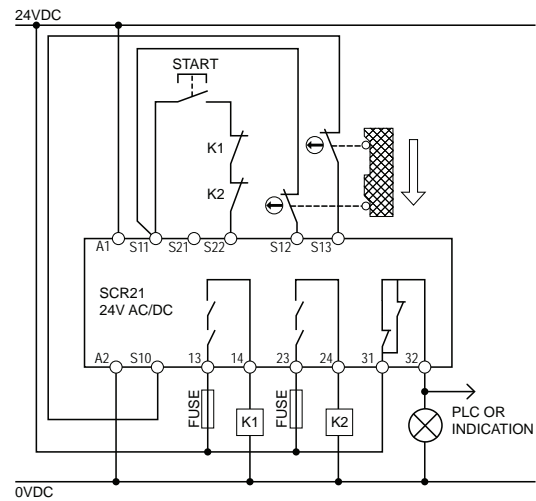 24VDC
START
K1
K2
A1 S11 S21 S22 S12 S13
SCR21
24V AC/DC
A2 S10 13 14 23 24 31 32
FUSE K1 FUSE K2
PLC OR
INDICATION
0VDC